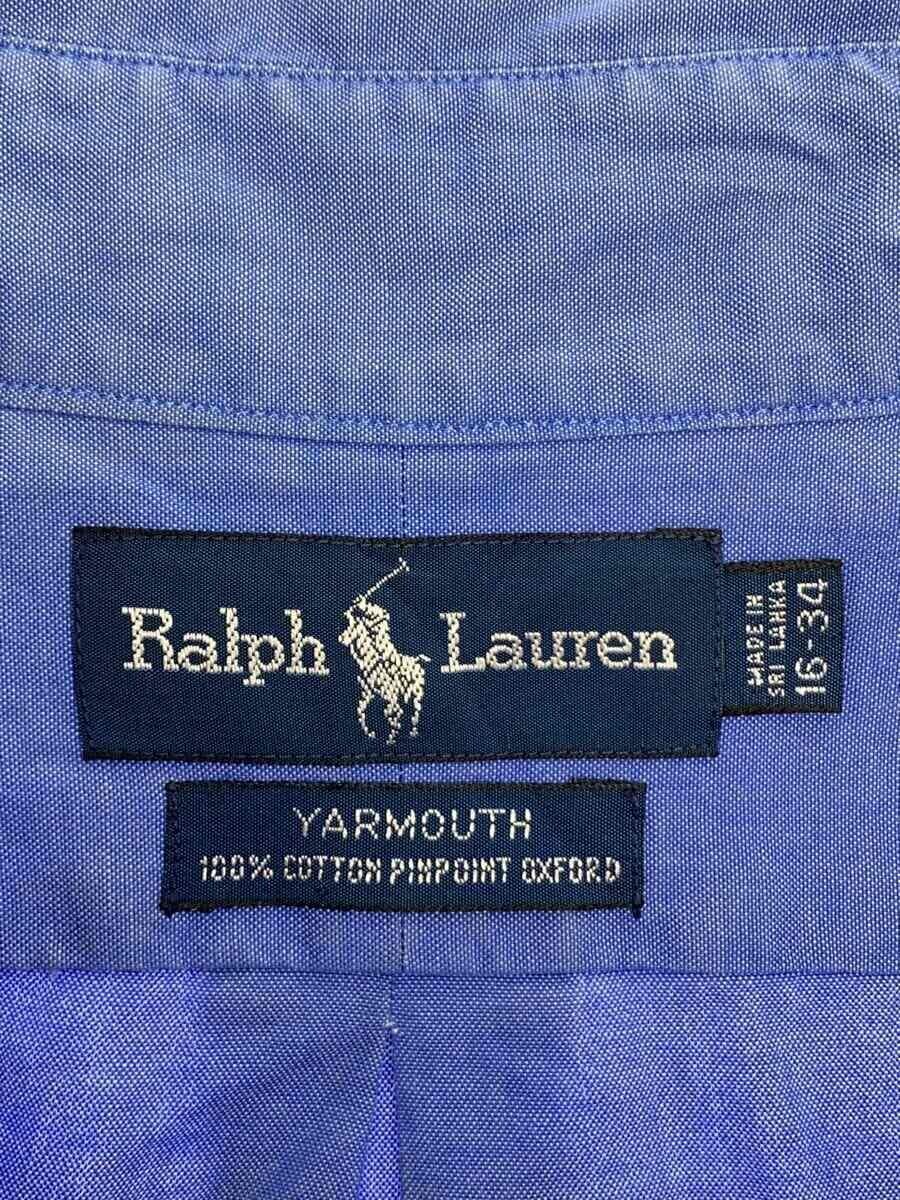 Ralph Lauren
MADE IN
SRI LANKA
16-34
YARMOUTH
100% COTTON PINPOINT OXFORD